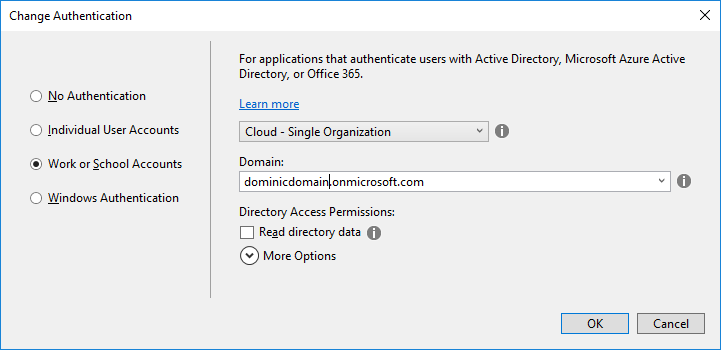 Change Authentication
For applications that authenticate users with Active Directory, Microsoft Azure Active
Directory, or Office 365.
No Authentication
Learn more
Individual User Accounts
Cloud - Single Organization
Work or School Accounts
Domain:
dominicdomain.onmicrosoft.com
Windows Authentication
Directory Access Permissions:
Read directory data
More Options
OK
Cancel